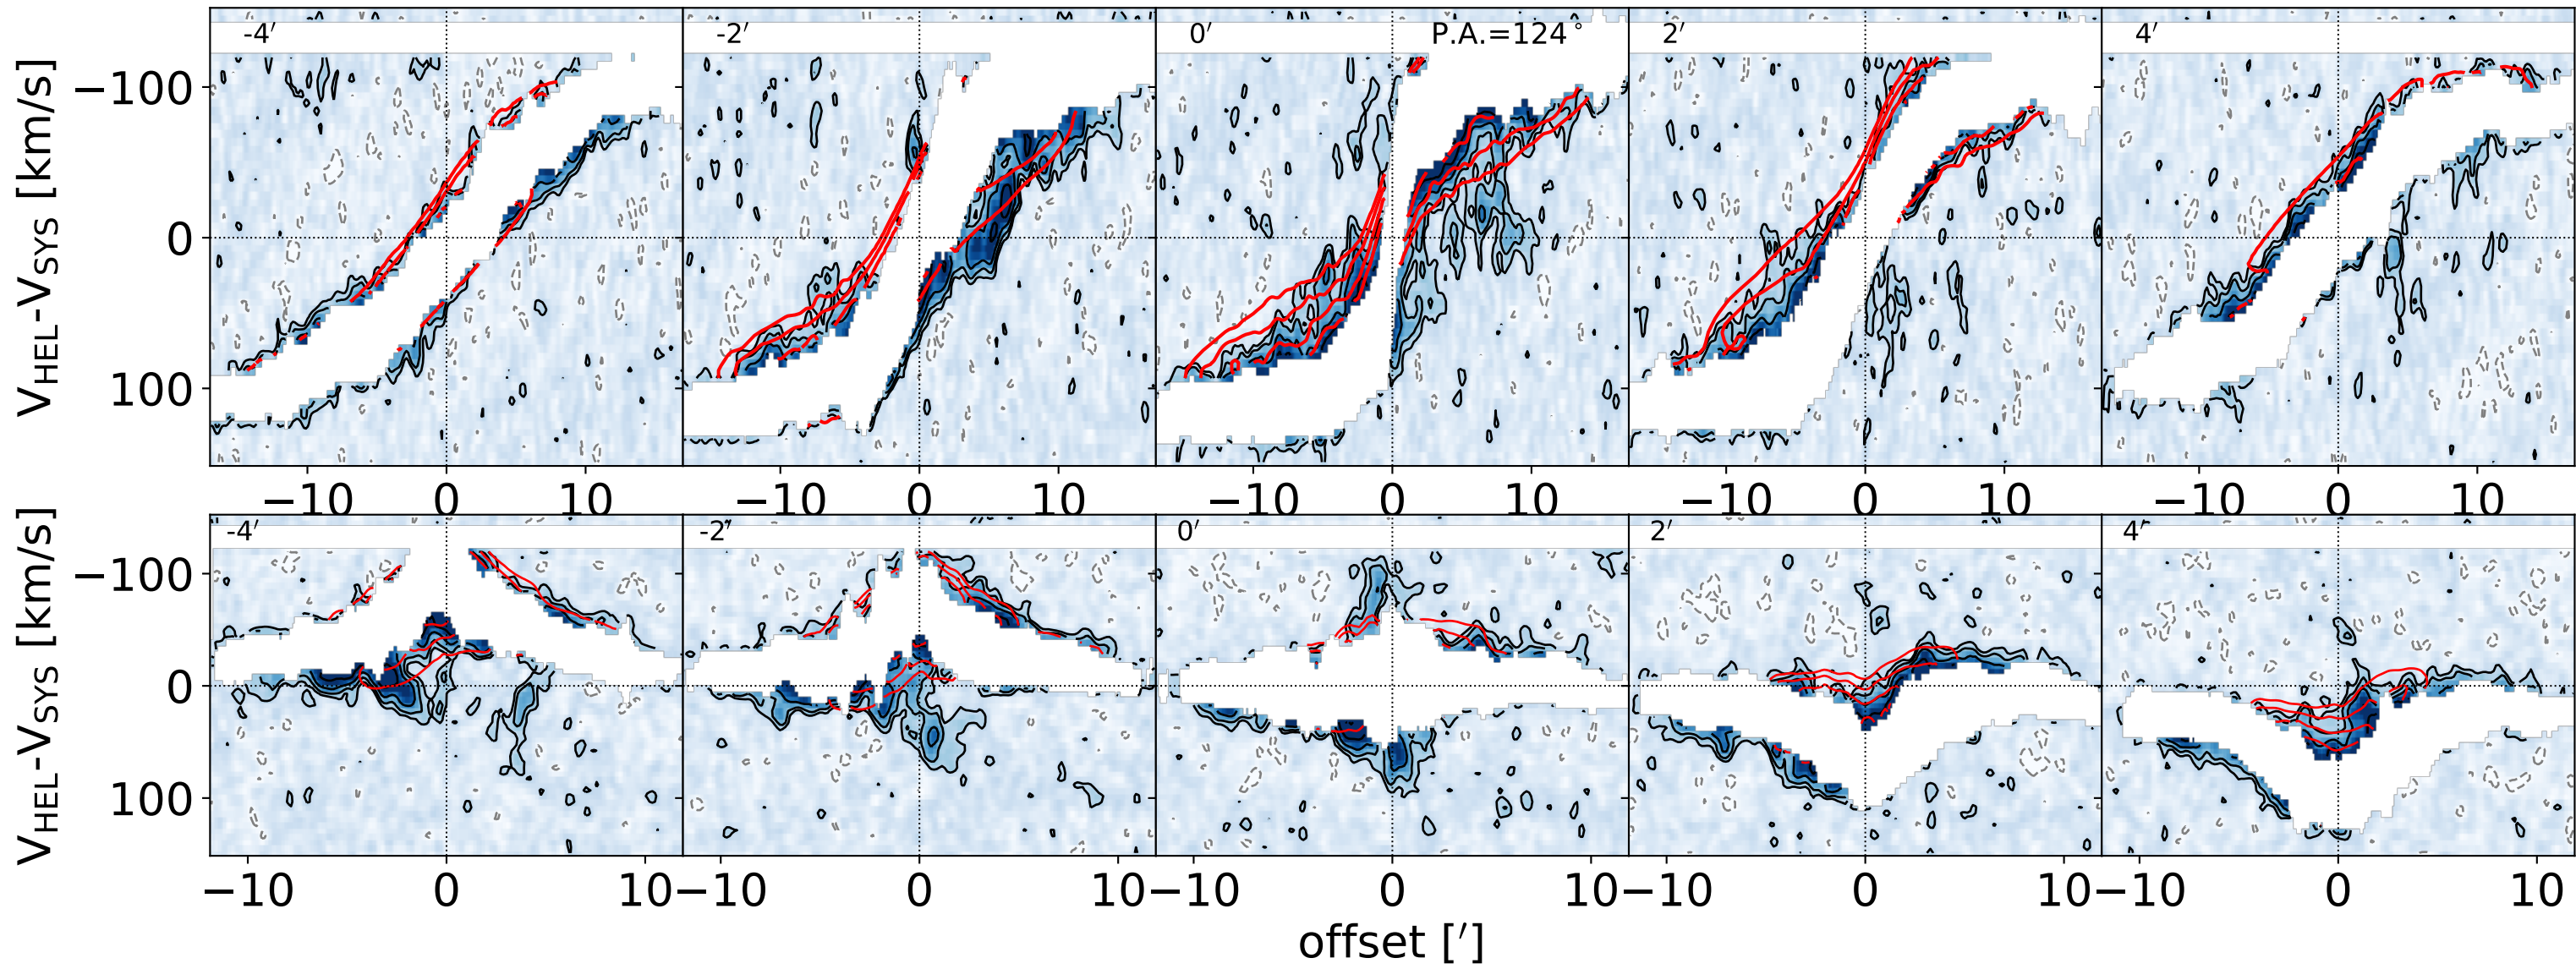 -4′ -2′ 0′ P.A.=124° 2′ 4′
V_HEL-V_SYS [km/s]
−100
0
100
−10 0 10 −10 0 10 −10 0 10 −10 0 10 −10 0 10
-4′ -2′ 0′ 2′ 4′
V_HEL-V_SYS [km/s]
−100
0
100
−10 0 10 −10 0 10 −10 0 10 −10 0 10 −10 0 10
offset [′]